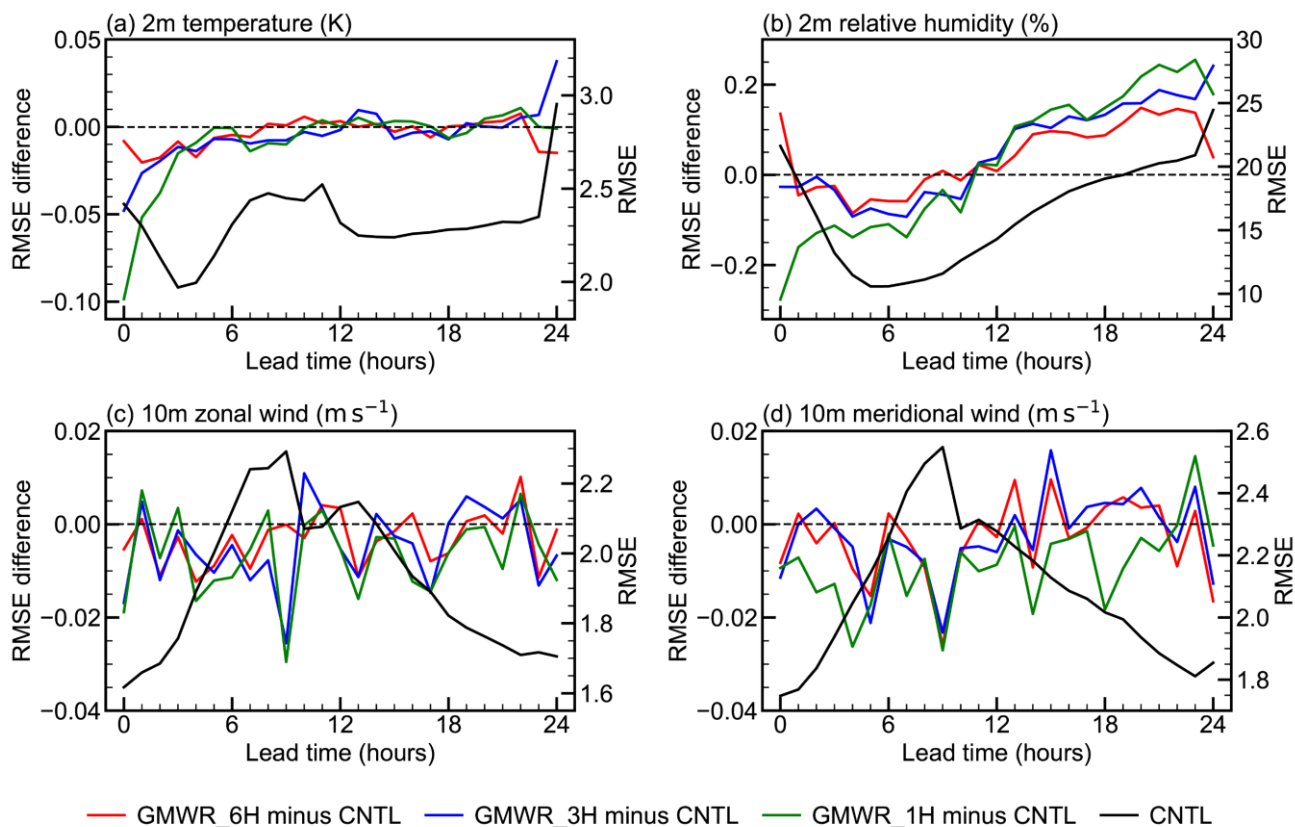 (a) 2m temperature (K)
0.05
0.00
−0.05
−0.10
RMSE difference
3.0
2.5
2.0
RMSE
0 6 12 18 24
Lead time (hours)
(b) 2m relative humidity (%)
0.2
0.0
−0.2
RMSE difference
30
25
20
15
10
RMSE
0 6 12 18 24
Lead time (hours)
(c) 10m zonal wind (m s⁻¹)
0.02
0.00
−0.02
−0.04
RMSE difference
2.2
2.0
1.8
1.6
RMSE
0 6 12 18 24
Lead time (hours)
(d) 10m meridional wind (m s⁻¹)
0.02
0.00
−0.02
−0.04
RMSE difference
2.6
2.4
2.2
2.0
1.8
RMSE
0 6 12 18 24
Lead time (hours)
GMWR_6H minus CNTL GMWR_3H minus CNTL GMWR_1H minus CNTL CNTL